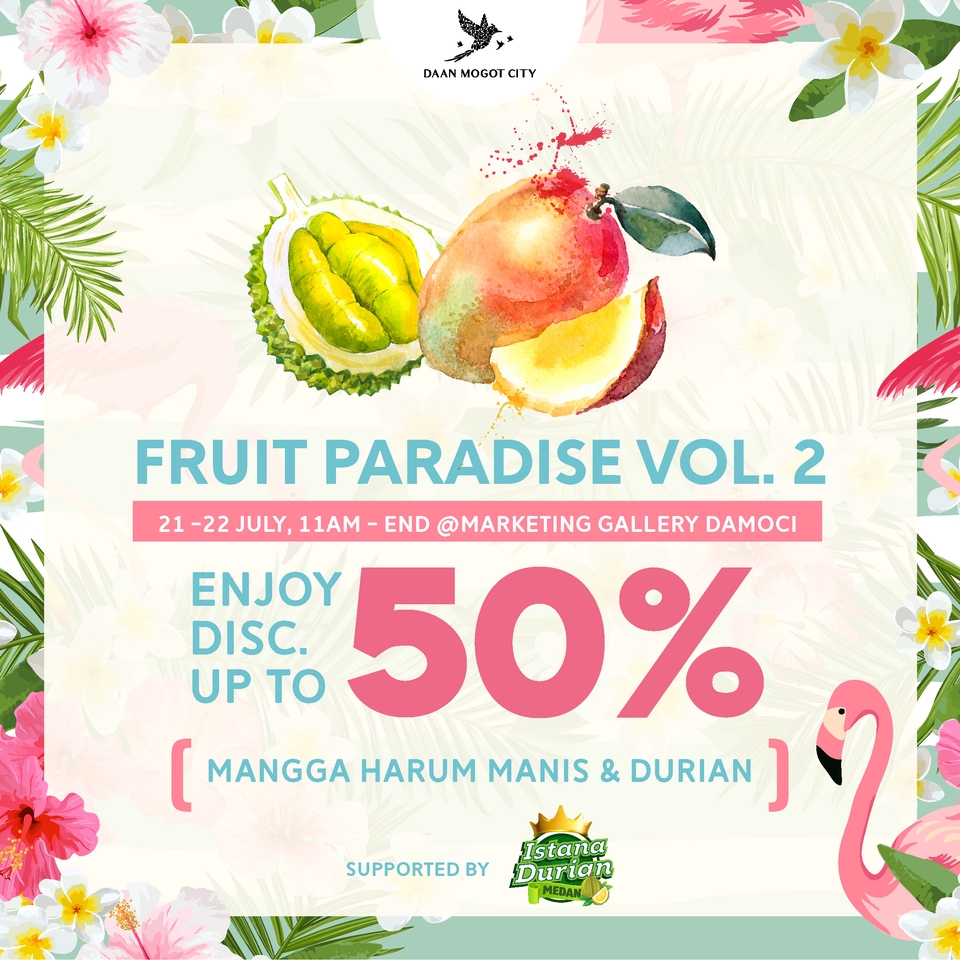 DAAN MOGOT CITY
FRUIT PARADISE VOL. 2
21 –22 JULY, 11AM – END @MARKETING GALLERY DAMOCI
ENJOY
DISC.
UP TO
50%
[ MANGGA HARUM MANIS & DURIAN ]
SUPPORTED BY
Istana
Durian
MEDAN